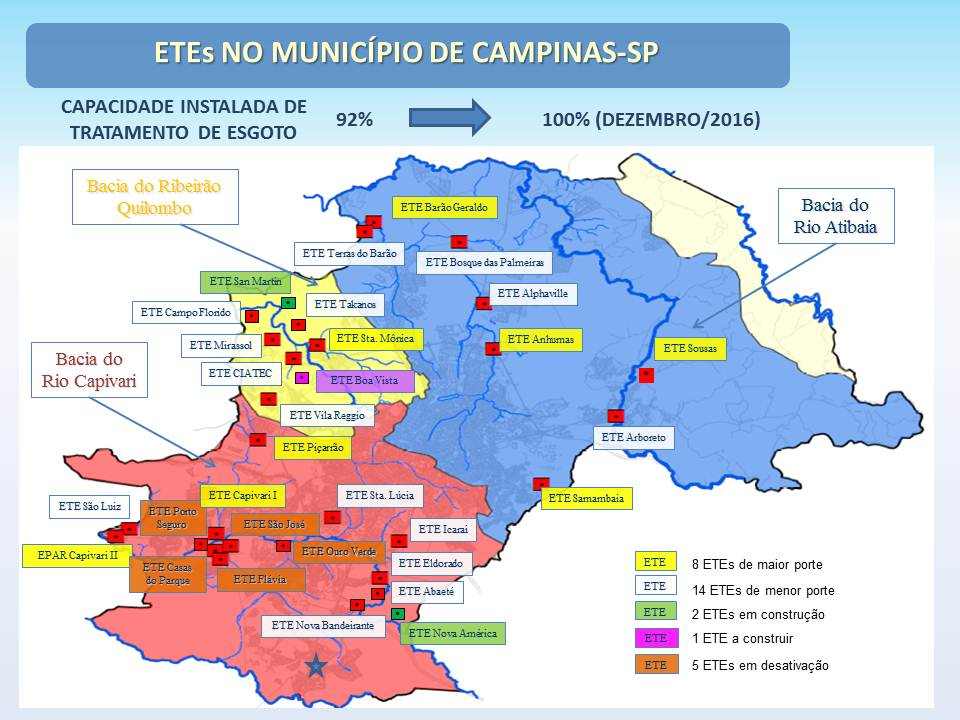 ETEs NO MUNICÍPIO DE CAMPINAS-SP
CAPACIDADE INSTALADA DE
TRATAMENTO DE ESGOTO
92%
100% (DEZEMBRO/2016)
Bacia do Ribeirão
Quilombo
Bacia do
Rio Atibaia
ETE Barão Geraldo
ETE Terras do Barão
ETE Bosque das Palmeiras
ETE San Martin
ETE Takanos
ETE Alphaville
ETE Campo Florido
ETE Sta. Mônica
ETE Anhumas
ETE Mirassol
ETE Sousas
Bacia do
Rio Capivari
ETE CIATEC
ETE Boa Vista
ETE Vila Reggio
ETE Arboreto
ETE Piçarrão
ETE Capivari I
ETE Sta. Lúcia
ETE Samambaia
ETE São Luiz
ETE Porto
Seguro
ETE São José
ETE Icaraí
EPAR Capivari II
ETE Ouro Verde
ETE Casas
do Parque
ETE Flávia
ETE Eldorado
ETE Abaeté
ETE Nova Bandeirante
ETE Nova América
ETE 8 ETEs de maior porte
ETE 14 ETEs de menor porte
ETE 2 ETEs em construção
ETE 1 ETE a construir
ETE 5 ETEs em desativação